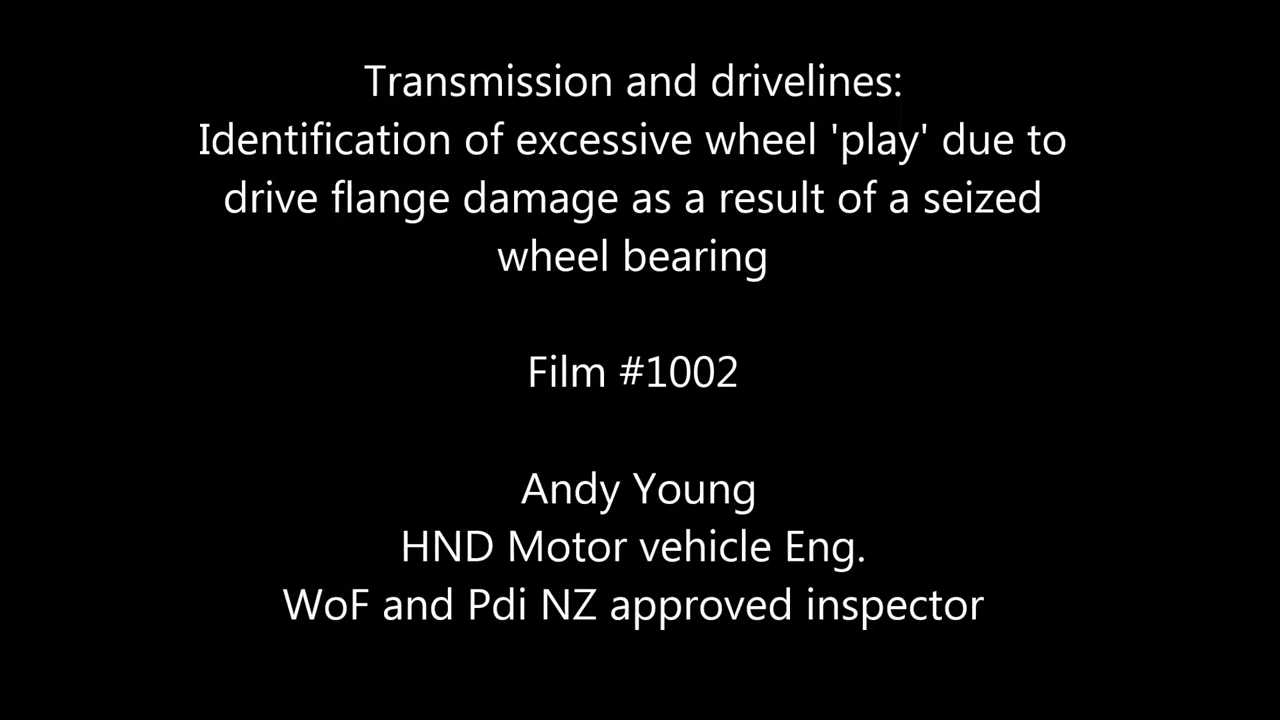 Transmission and drivelines:
Identification of excessive wheel 'play' due to
drive flange damage as a result of a seized
wheel bearing
Film #1002
Andy Young
HND Motor vehicle Eng.
WoF and Pdi NZ approved inspector